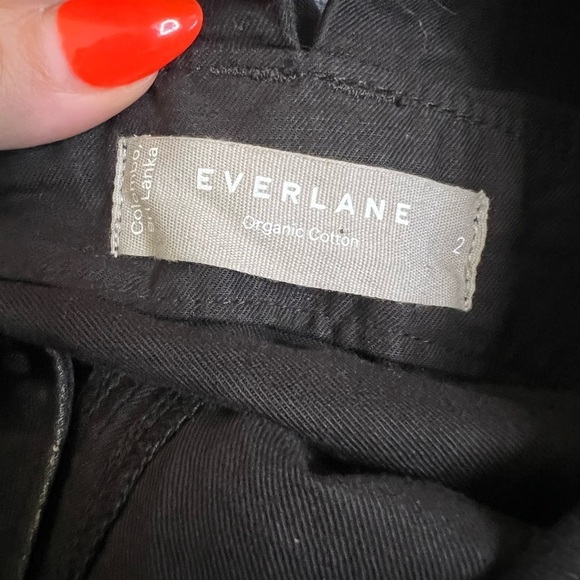 EVERLANE
Organic Cotton
2
Colombo,
Sri Lanka